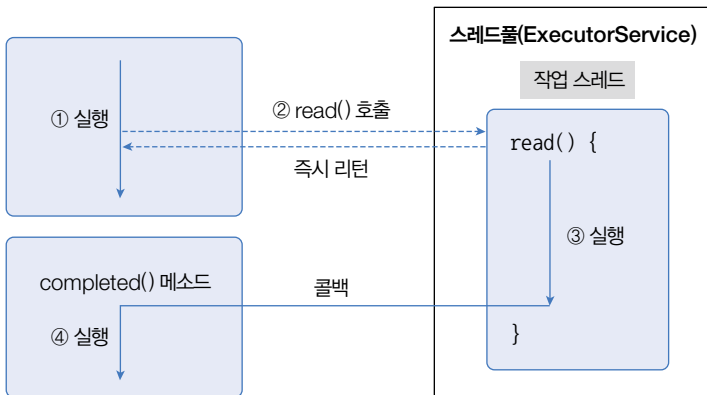 스레드풀(ExecutorService)
작업 스레드
① 실행
② read() 호출
즉시 리턴
read() {
③ 실행
completed() 메소드
콜백
④ 실행
}